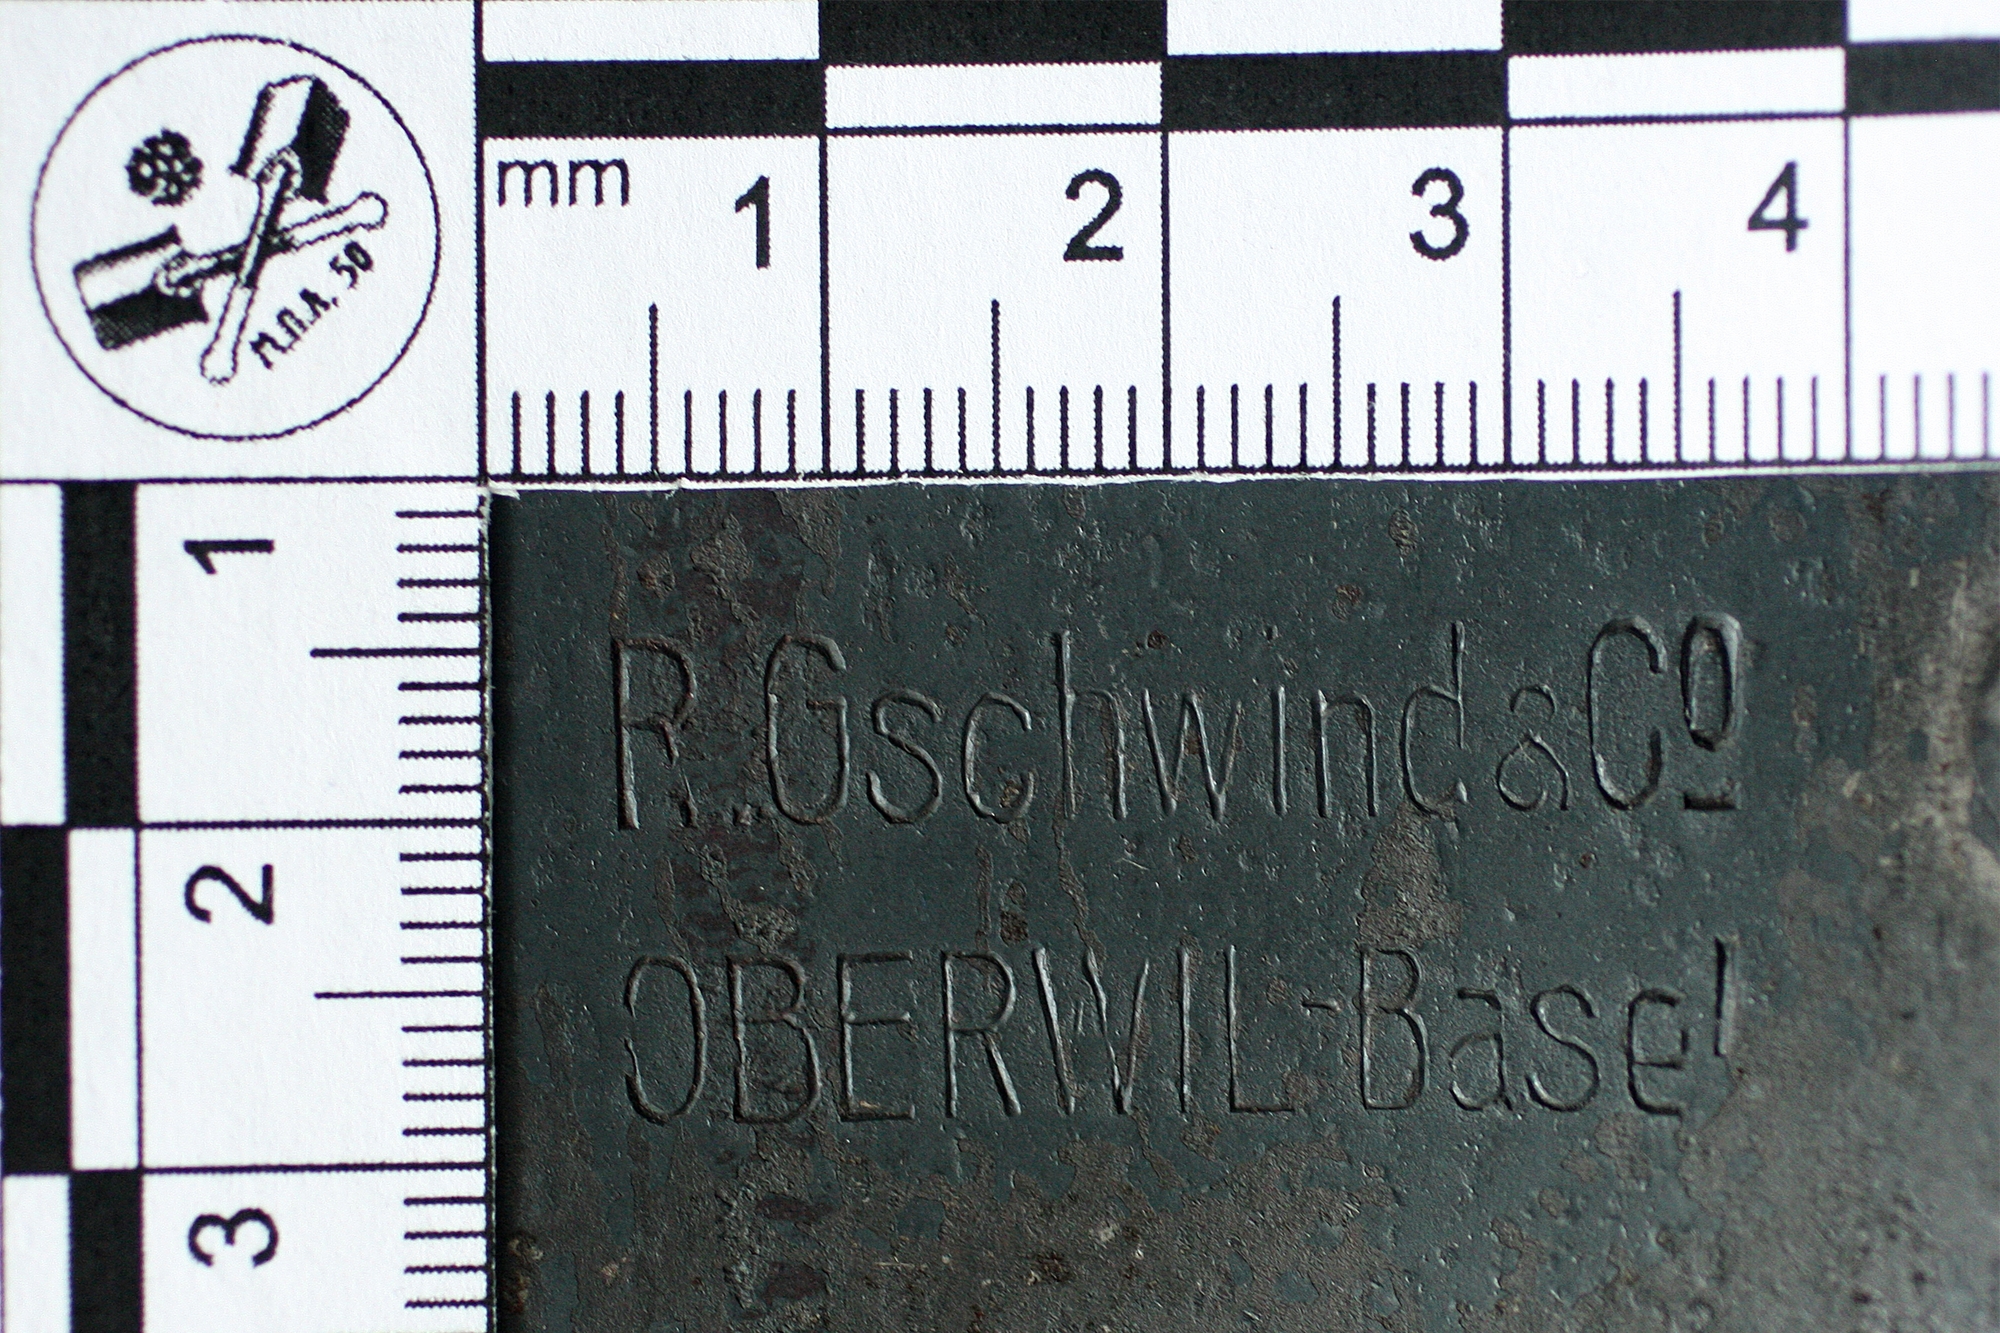 M.П.А. 50
mm 1 2 3 4
1
2
3
R. Gschwind & Cº
OBERWIL-Basel